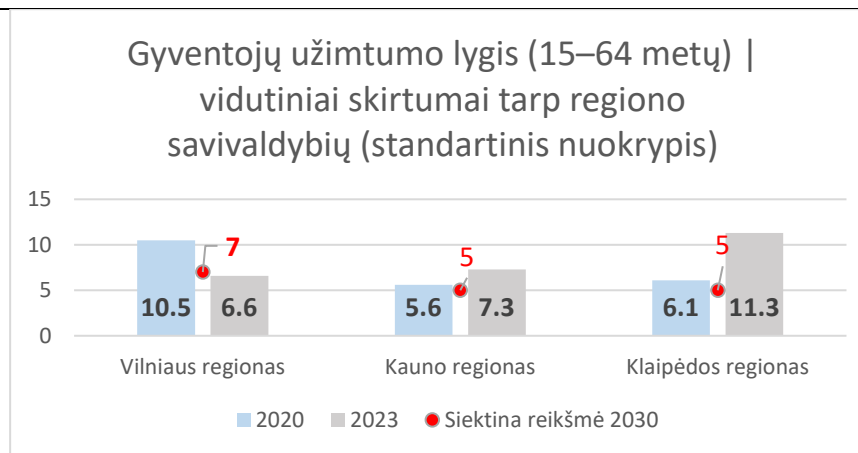 Gyventojų užimtumo lygis (15–64 metų) |
vidutiniai skirtumai tarp regiono
savivaldybių (standartinis nuokrypis)
15
10
5
0
7
5
5
10.5 6.6 5.6 7.3 6.1 11.3
Vilniaus regionas Kauno regionas Klaipėdos regionas
2020 2023 Siektina reikšmė 2030